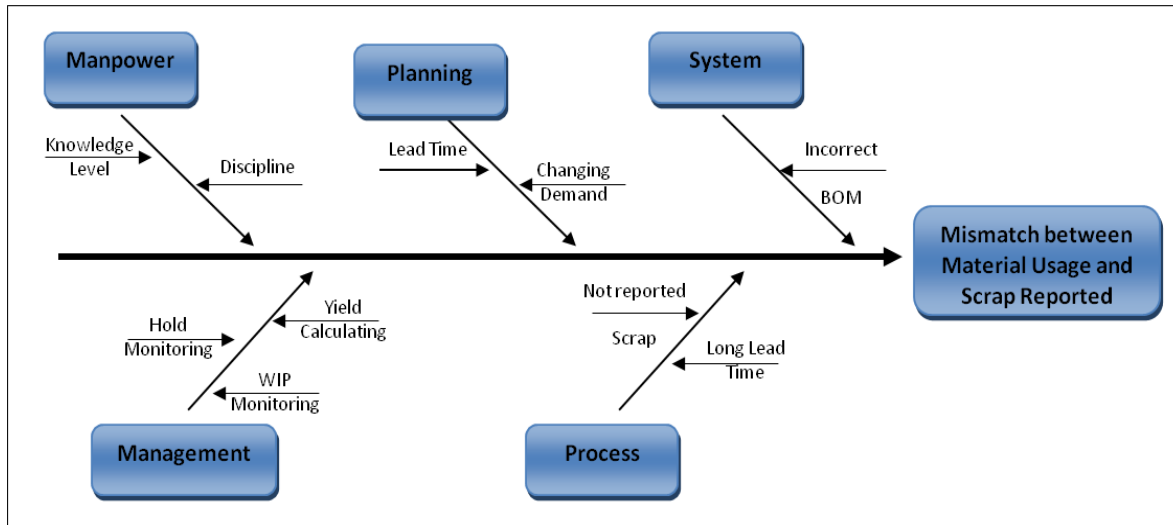 Manpower
Planning
System
Knowledge
Level
Discipline
Lead Time
Changing
Demand
Incorrect
BOM
Mismatch between
Material Usage and
Scrap Reported
Hold
Monitoring
Yield
Calculating
WIP
Monitoring
Not reported
Scrap
Long Lead
Time
Management
Process